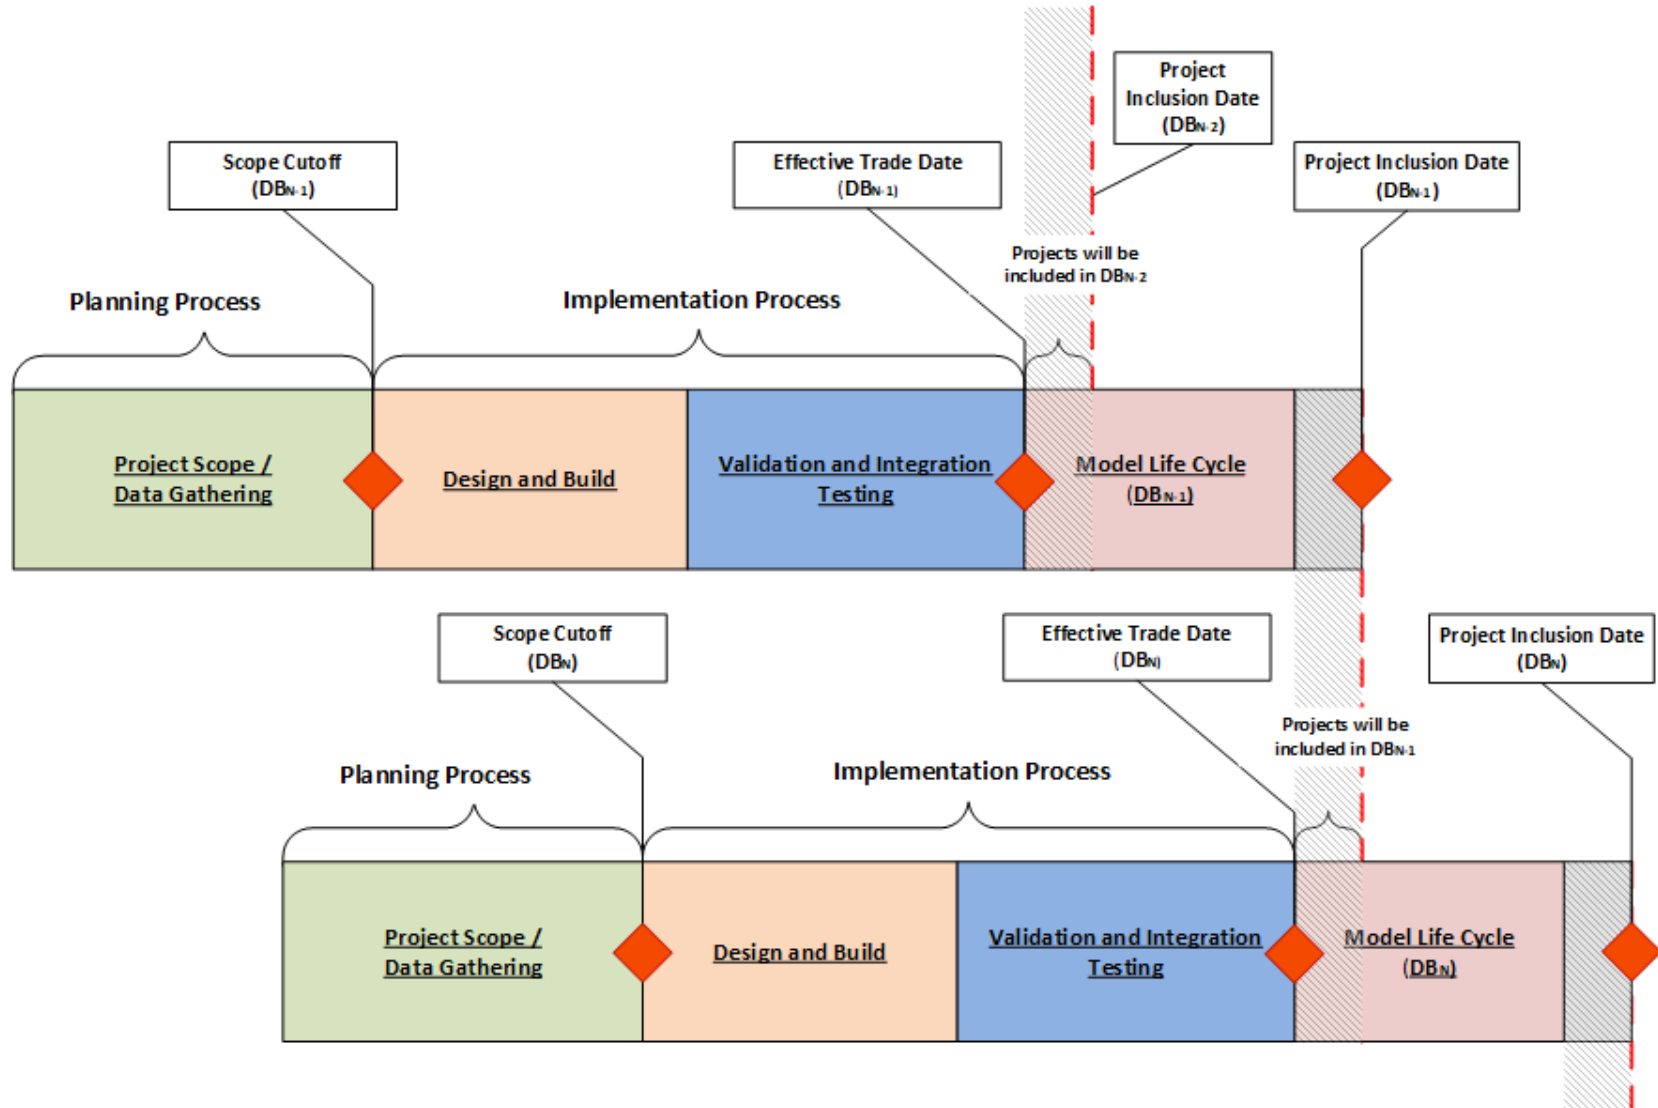 Project
Inclusion Date
(DBN-2)
Scope Cutoff
(DBN-1)
Effective Trade Date
(DBN-1)
Project Inclusion Date
(DBN-1)
Projects will be
included in DBN-2
Planning Process
Implementation Process
Project Scope /
Data Gathering
Design and Build
Validation and Integration
Testing
Model Life Cycle
(DBN-1)
Scope Cutoff
(DBN)
Effective Trade Date
(DBN)
Project Inclusion Date
(DBN)
Projects will be
included in DBN-1
Planning Process
Implementation Process
Project Scope /
Data Gathering
Design and Build
Validation and Integration
Testing
Model Life Cycle
(DBN)